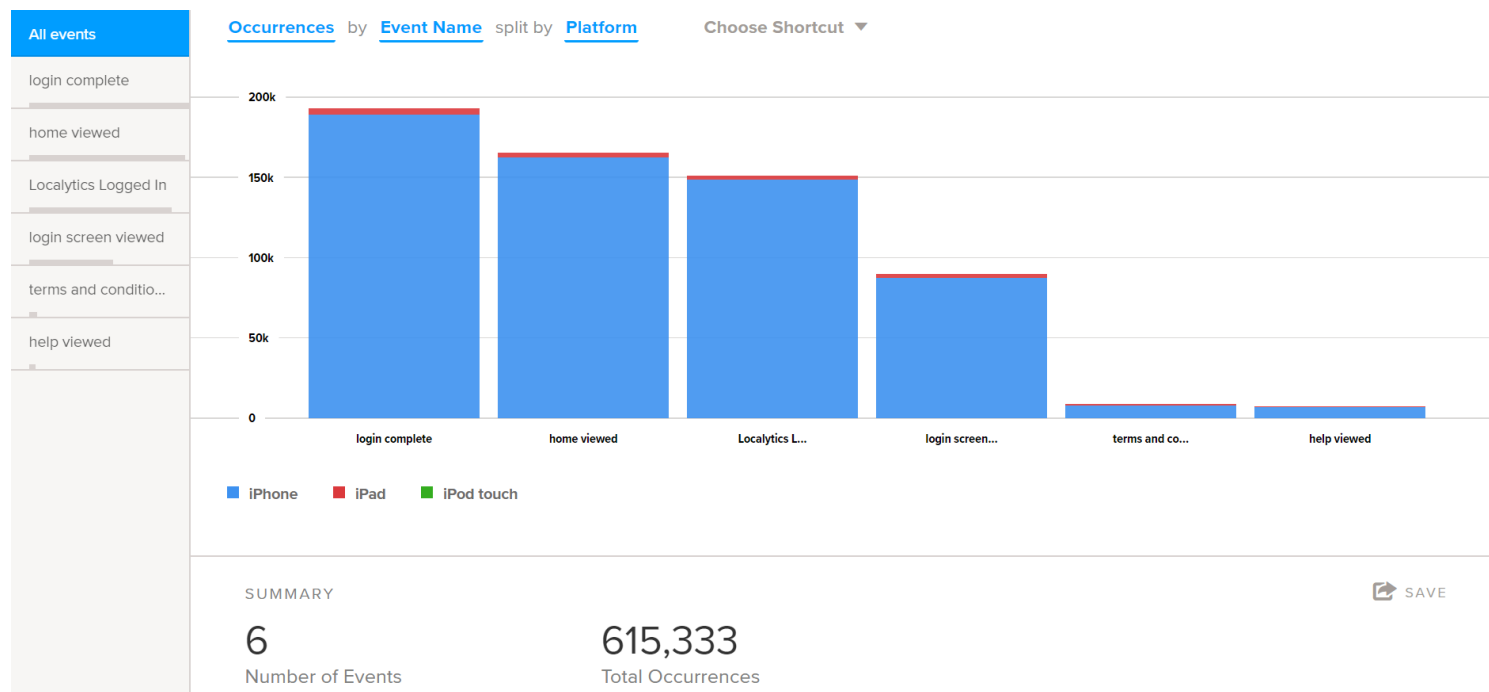 All events
login complete
home viewed
Localytics Logged In
login screen viewed
terms and conditio...
help viewed
Occurrences by Event Name split by Platform Choose Shortcut
200k
150k
100k
50k
0
login complete home viewed Localytics L... login screen... terms and co... help viewed
iPhone iPad iPod touch
SUMMARY
SAVE
6 615,333
Number of Events Total Occurrences